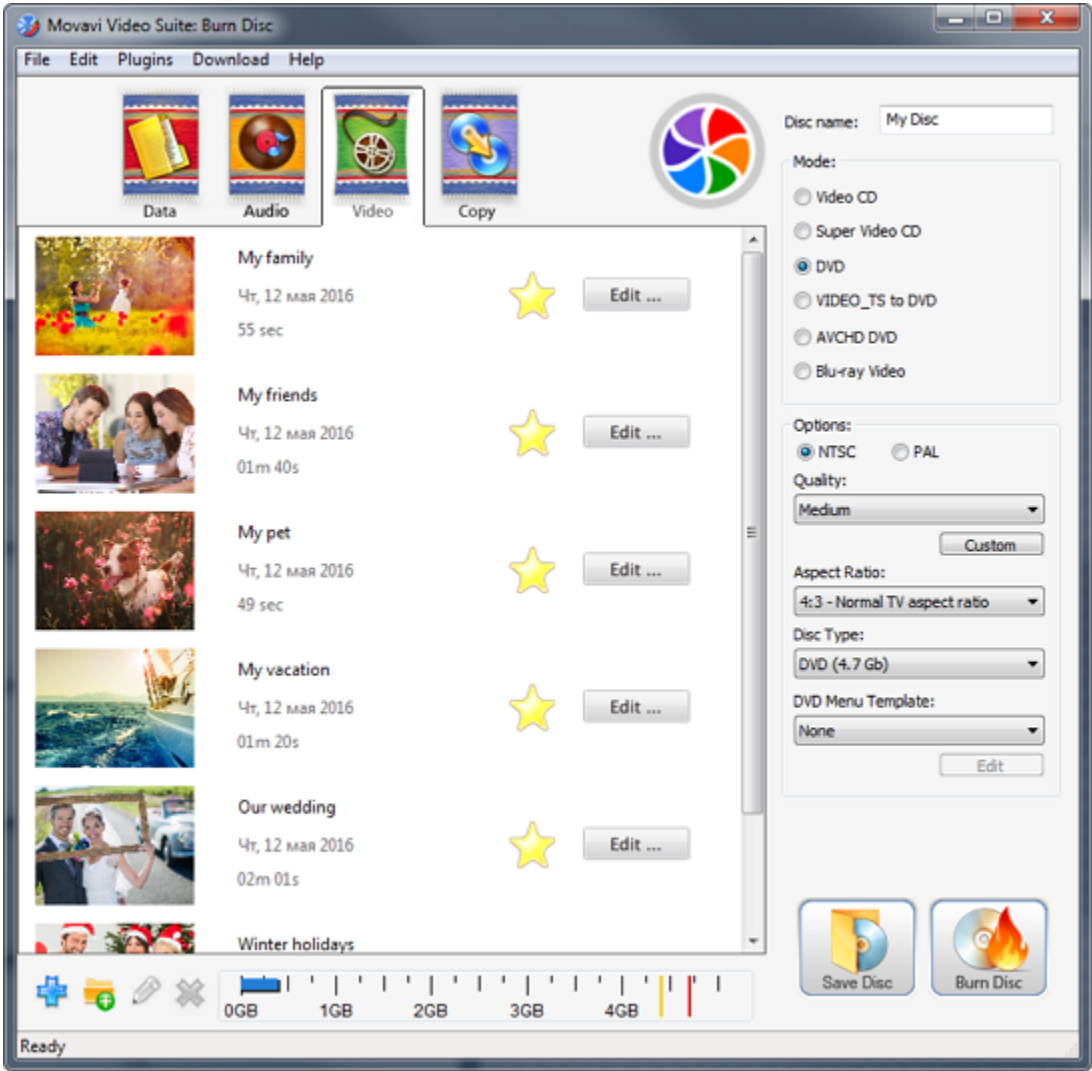 Movavi Video Suite: Burn Disc
File Edit Plugins Download Help
Data Audio Video Copy
Disc name: My Disc
Mode:
Video CD
Super Video CD
DVD
VIDEO_TS to DVD
AVCHD DVD
Blu-ray Video
Options:
NTSC PAL
Quality:
Medium
Custom
Aspect Ratio:
4:3 - Normal TV aspect ratio
Disc Type:
DVD (4.7 Gb)
DVD Menu Template:
None
Edit
My family
Чт, 12 мая 2016
55 sec
Edit ...
My friends
Чт, 12 мая 2016
01m 40s
Edit ...
My pet
Чт, 12 мая 2016
49 sec
Edit ...
My vacation
Чт, 12 мая 2016
01m 20s
Edit ...
Our wedding
Чт, 12 мая 2016
02m 01s
Edit ...
Winter holidays
0GB 1GB 2GB 3GB 4GB
Save Disc Burn Disc
Ready